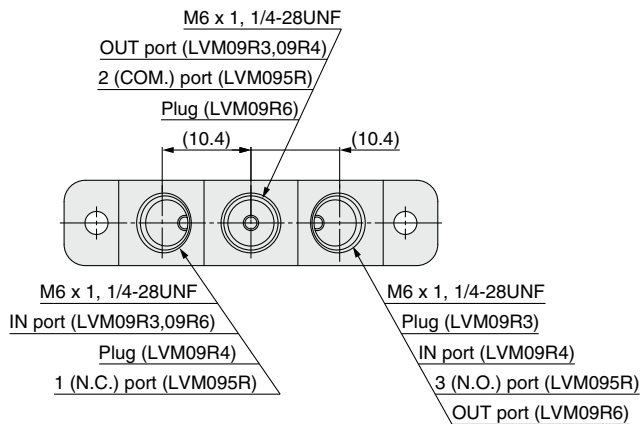 M6 x 1, 1/4-28UNF
OUT port (LVM09R3,09R4)
2 (COM.) port (LVM095R)
Plug (LVM09R6)
(10.4)
(10.4)
M6 x 1, 1/4-28UNF
IN port (LVM09R3,09R6)
Plug (LVM09R4)
1 (N.C.) port (LVM095R)
M6 x 1, 1/4-28UNF
Plug (LVM09R3)
IN port (LVM09R4)
3 (N.O.) port (LVM095R)
OUT port (LVM09R6)